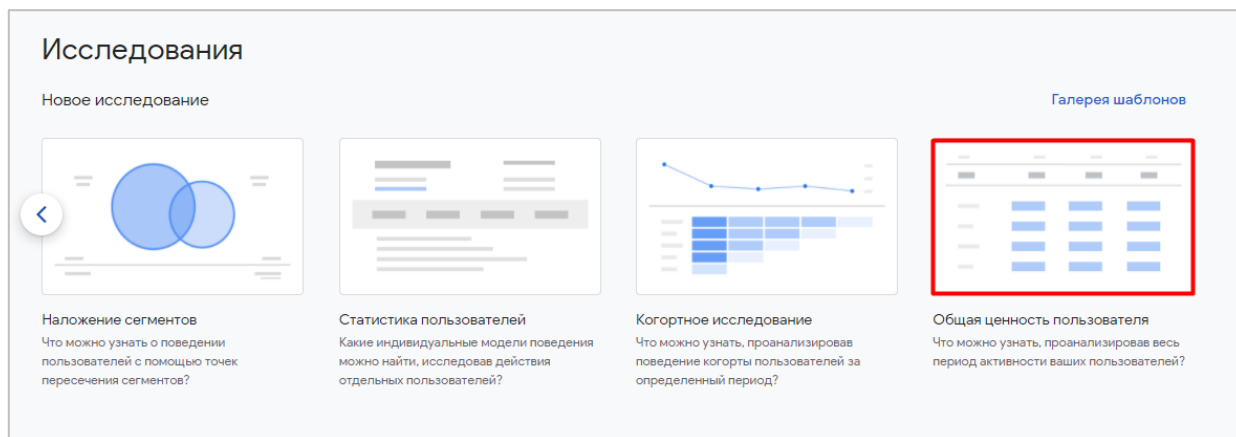 Исследования
Новое исследование
Галерея шаблонов
Наложение сегментов
Что можно узнать о поведении
пользователей с помощью точек
пересечения сегментов?
Статистика пользователей
Какие индивидуальные модели поведения
можно найти, исследовав действия
отдельных пользователей?
Когортное исследование
Что можно узнать, проанализировав
поведение когорты пользователей за
определенный период?
Общая ценность пользователя
Что можно узнать, проанализировав весь
период активности ваших пользователей?